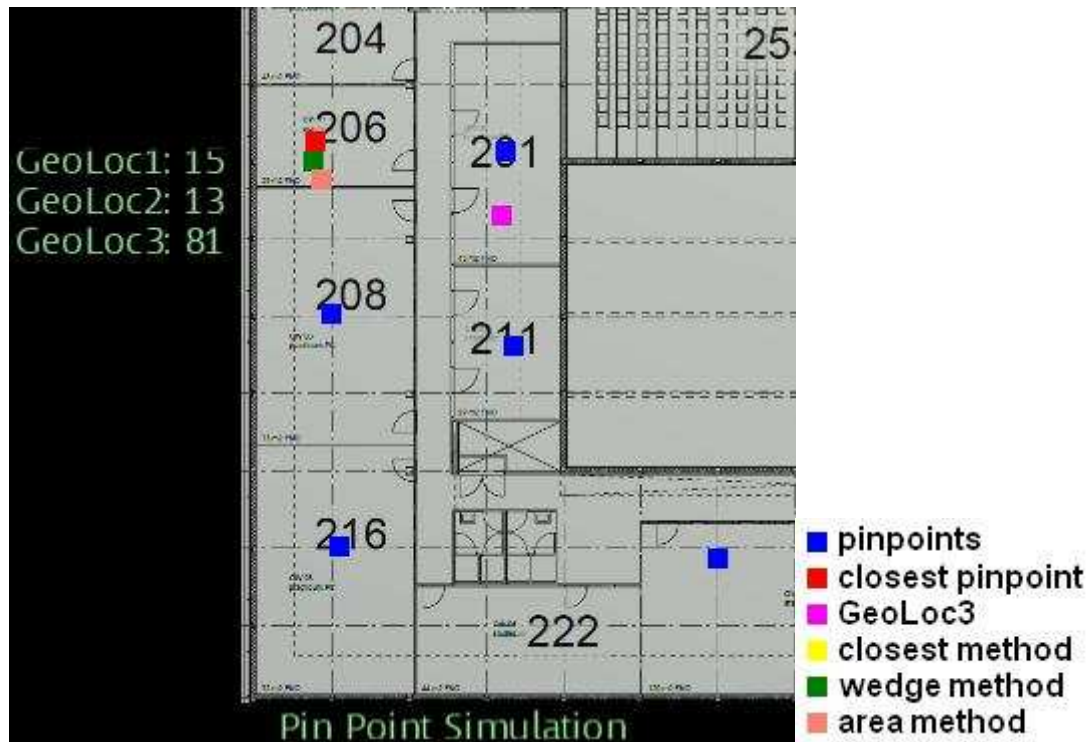 204
253
206
201
GeoLoc1: 15
GeoLoc2: 13
GeoLoc3: 81
208
211
216
222
pinpoints
closest pinpoint
GeoLoc3
closest method
wedge method
area method
Pin Point Simulation